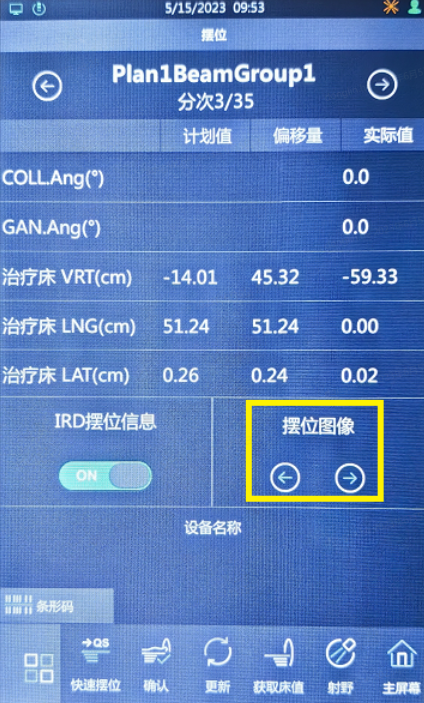 5/15/2023 09:53
摆位
Plan1BeamGroup1
分次3/35
计划值 偏移量 实际值
COLL.Ang(°) 0.0
GAN.Ang(°) 0.0
治疗床 VRT(cm) -14.01 45.32 -59.33
治疗床 LNG(cm) 51.24 51.24 0.00
治疗床 LAT(cm) 0.26 0.24 0.02
IRD摆位信息 摆位图像
ON
设备名称
条形码
QS
快速摆位 确认 更新 获取床值 射野 主屏幕